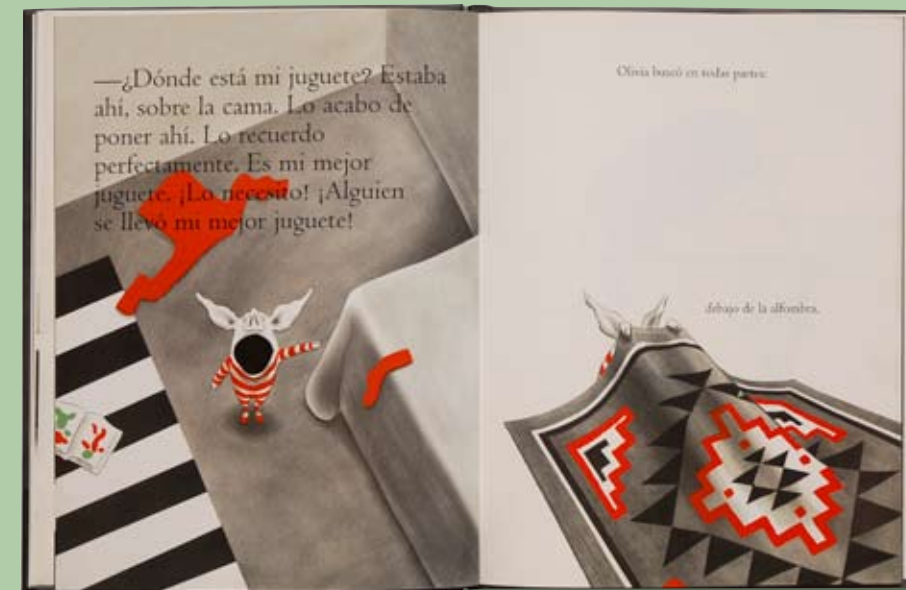 —¿Dónde está mi juguete? Estaba
ahí, sobre la cama. Lo acabo de
poner ahí. Lo recuerdo
perfectamente. Es mi mejor
juguete. ¡Lo necesito! ¡Alguien
se llevó mi mejor juguete!
Olivia buscó en todas partes:
debajo de la alfombra,